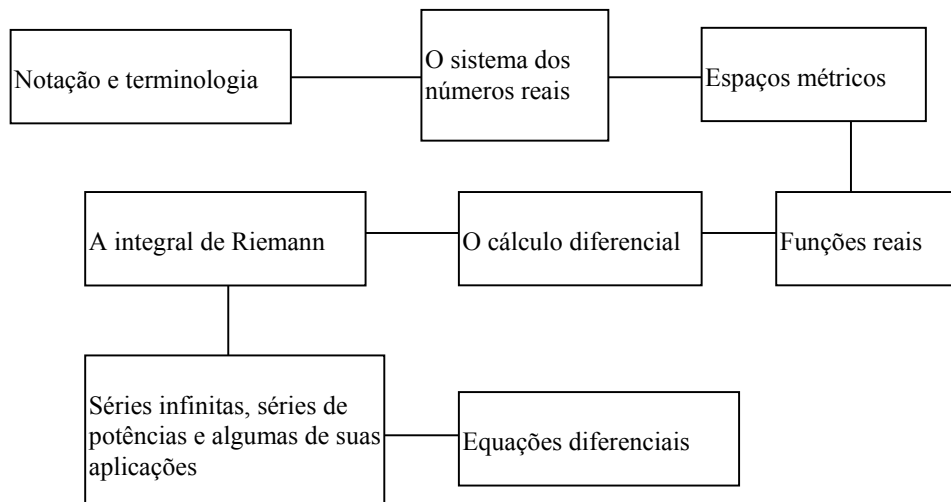 Notação e terminologia
O sistema dos
números reais
Espaços métricos
A integral de Riemann
O cálculo diferencial
Funções reais
Séries infinitas, séries de
potências e algumas de suas
aplicações
Equações diferenciais